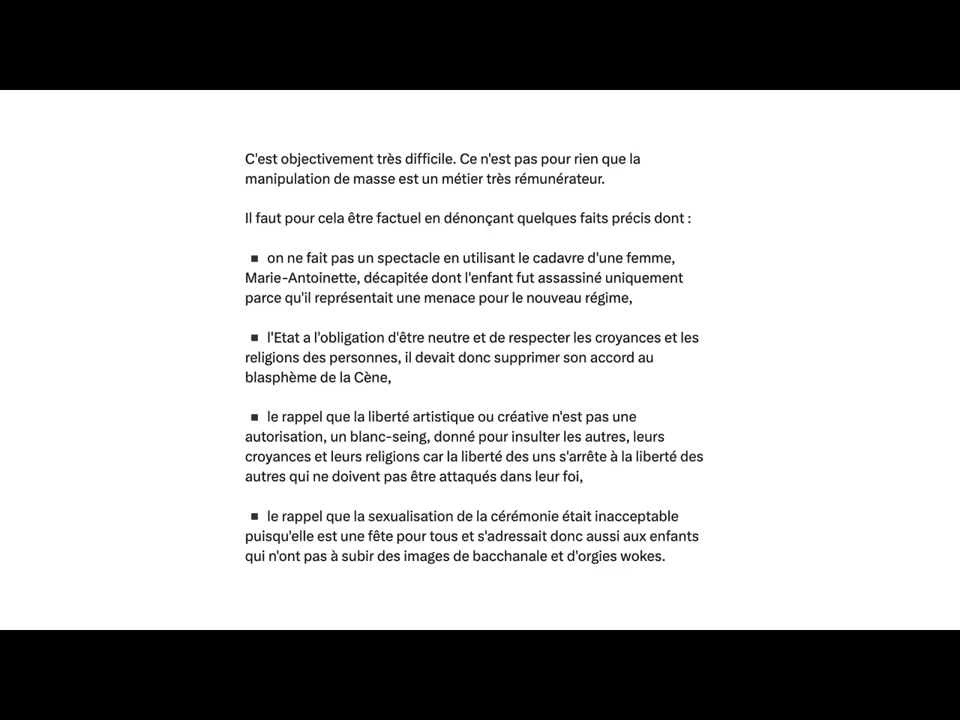 C'est objectivement très difficile. Ce n'est pas pour rien que la
manipulation de masse est un métier très rémunérateur.
Il faut pour cela être factuel en dénonçant quelques faits précis dont :
▪ on ne fait pas un spectacle en utilisant le cadavre d'une femme,
Marie-Antoinette, décapitée dont l'enfant fut assassiné uniquement
parce qu'il représentait une menace pour le nouveau régime,
▪ l'Etat a l'obligation d'être neutre et de respecter les croyances et les
religions des personnes, il devait donc supprimer son accord au
blasphème de la Cène,
▪ le rappel que la liberté artistique ou créative n'est pas une
autorisation, un blanc-seing, donné pour insulter les autres, leurs
croyances et leurs religions car la liberté des uns s'arrête à la liberté des
autres qui ne doivent pas être attaqués dans leur foi,
▪ le rappel que la sexualisation de la cérémonie était inacceptable
puisqu'elle est une fête pour tous et s'adressait donc aussi aux enfants
qui n'ont pas à subir des images de bacchanale et d'orgies wokes.